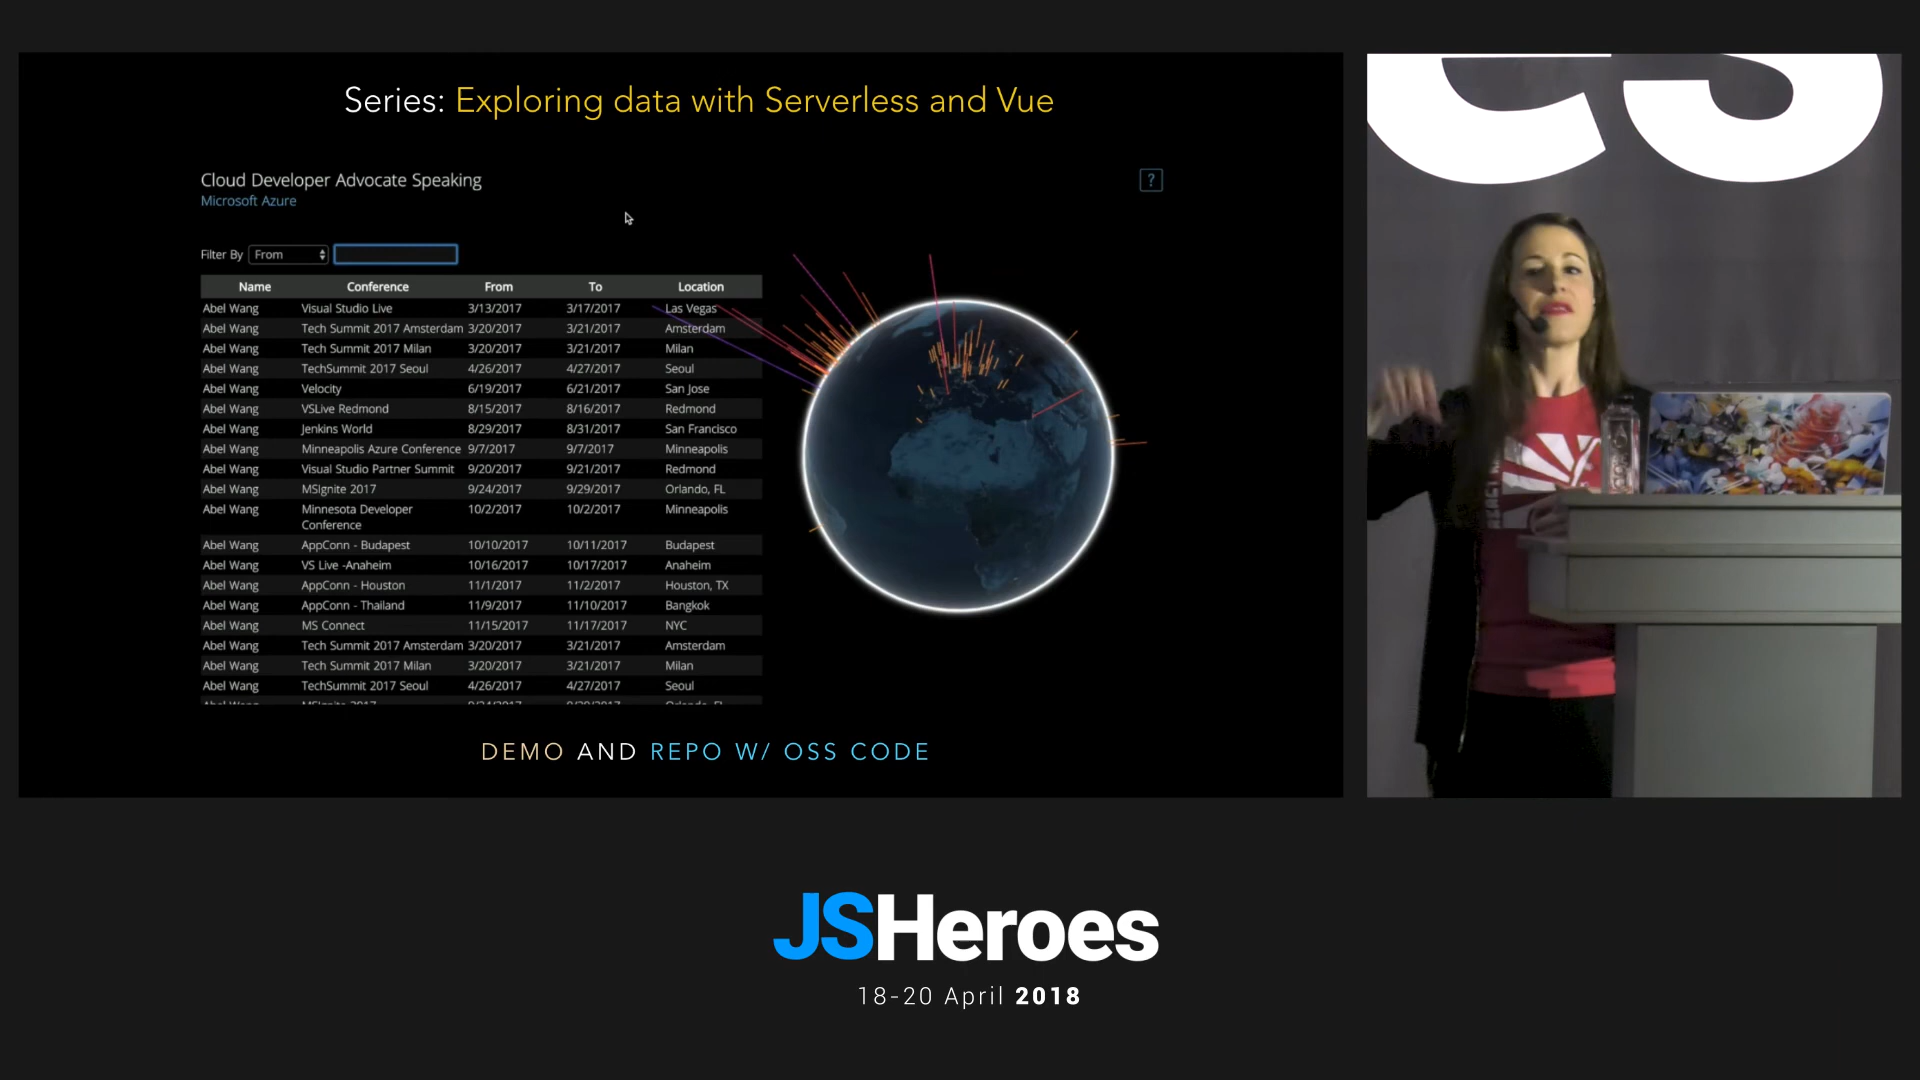 Series: Exploring data with Serverless and Vue
Cloud Developer Advocate Speaking
?
Microsoft Azure
Filter By From
Name Conference From To Location
Abel Wang Visual Studio Live 3/13/2017 3/17/2017 Las Vegas
Abel Wang Tech Summit 2017 Amsterdam 3/20/2017 3/21/2017 Amsterdam
Abel Wang Tech Summit 2017 Milan 3/20/2017 3/21/2017 Milan
Abel Wang TechSummit 2017 Seoul 4/26/2017 4/27/2017 Seoul
Abel Wang Velocity 6/19/2017 6/21/2017 San Jose
Abel Wang VSLive Redmond 8/15/2017 8/16/2017 Redmond
Abel Wang Jenkins World 8/29/2017 8/31/2017 San Francisco
Abel Wang Minneapolis Azure Conference 9/7/2017 9/7/2017 Minneapolis
Abel Wang Visual Studio Partner Summit 9/20/2017 9/21/2017 Redmond
Abel Wang MSIgnite 2017 9/24/2017 9/29/2017 Orlando, FL
Abel Wang Minnesota Developer 10/2/2017 10/2/2017 Minneapolis
Conference
Abel Wang AppConn - Budapest 10/10/2017 10/11/2017 Budapest
Abel Wang VS Live -Anaheim 10/16/2017 10/17/2017 Anaheim
Abel Wang AppConn - Houston 11/1/2017 11/2/2017 Houston, TX
Abel Wang AppConn - Thailand 11/9/2017 11/10/2017 Bangkok
Abel Wang MS Connect 11/15/2017 11/17/2017 NYC
Abel Wang Tech Summit 2017 Amsterdam 3/20/2017 3/21/2017 Amsterdam
Abel Wang Tech Summit 2017 Milan 3/20/2017 3/21/2017 Milan
Abel Wang TechSummit 2017 Seoul 4/26/2017 4/27/2017 Seoul
DEMO AND REPO W/ OSS CODE
es
JSHeroes
18-20 April 2018